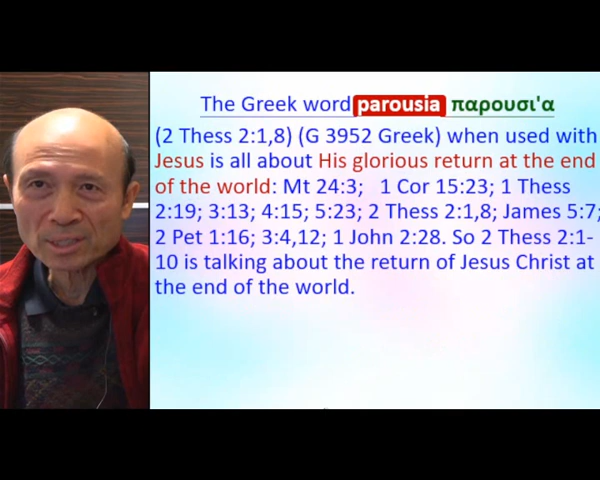 The Greek word parousia παρουσι'α
(2 Thess 2:1,8) (G 3952 Greek) when used with
Jesus is all about His glorious return at the end
of the world: Mt 24:3; 1 Cor 15:23; 1 Thess
2:19; 3:13; 4:15; 5:23; 2 Thess 2:1,8; James 5:7;
2 Pet 1:16; 3:4,12; 1 John 2:28. So 2 Thess 2:1-
10 is talking about the return of Jesus Christ at
the end of the world.